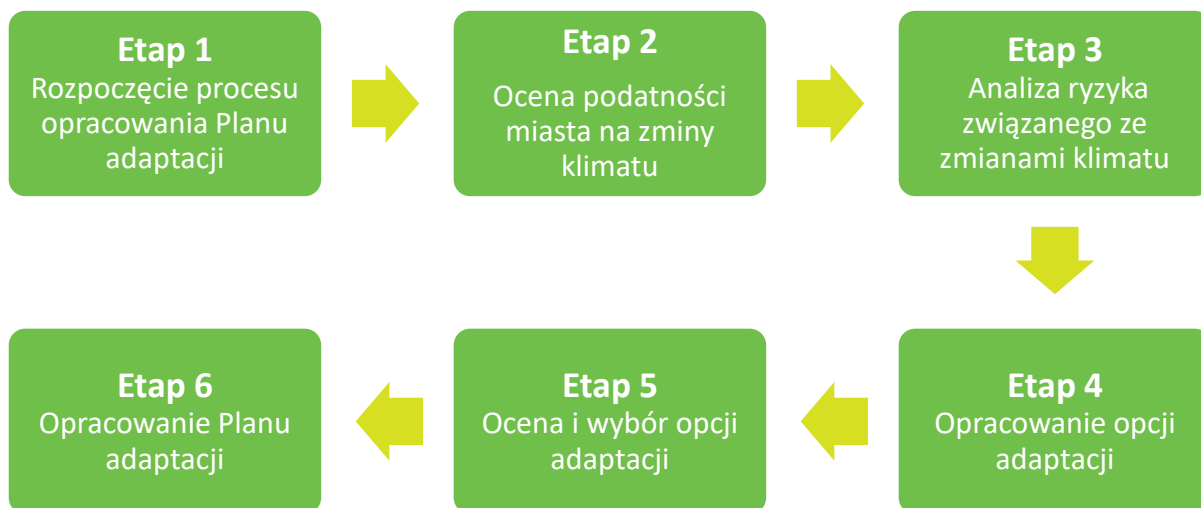 Etap 1
Rozpoczęcie procesu
opracowania Planu
adaptacji
Etap 2
Ocena podatności
miasta na zminy
klimatu
Etap 3
Analiza ryzyka
związanego ze
zmianami klimatu
Etap 4
Opracowanie opcji
adaptacji
Etap 5
Ocena i wybór opcji
adaptacji
Etap 6
Opracowanie Planu
adaptacji